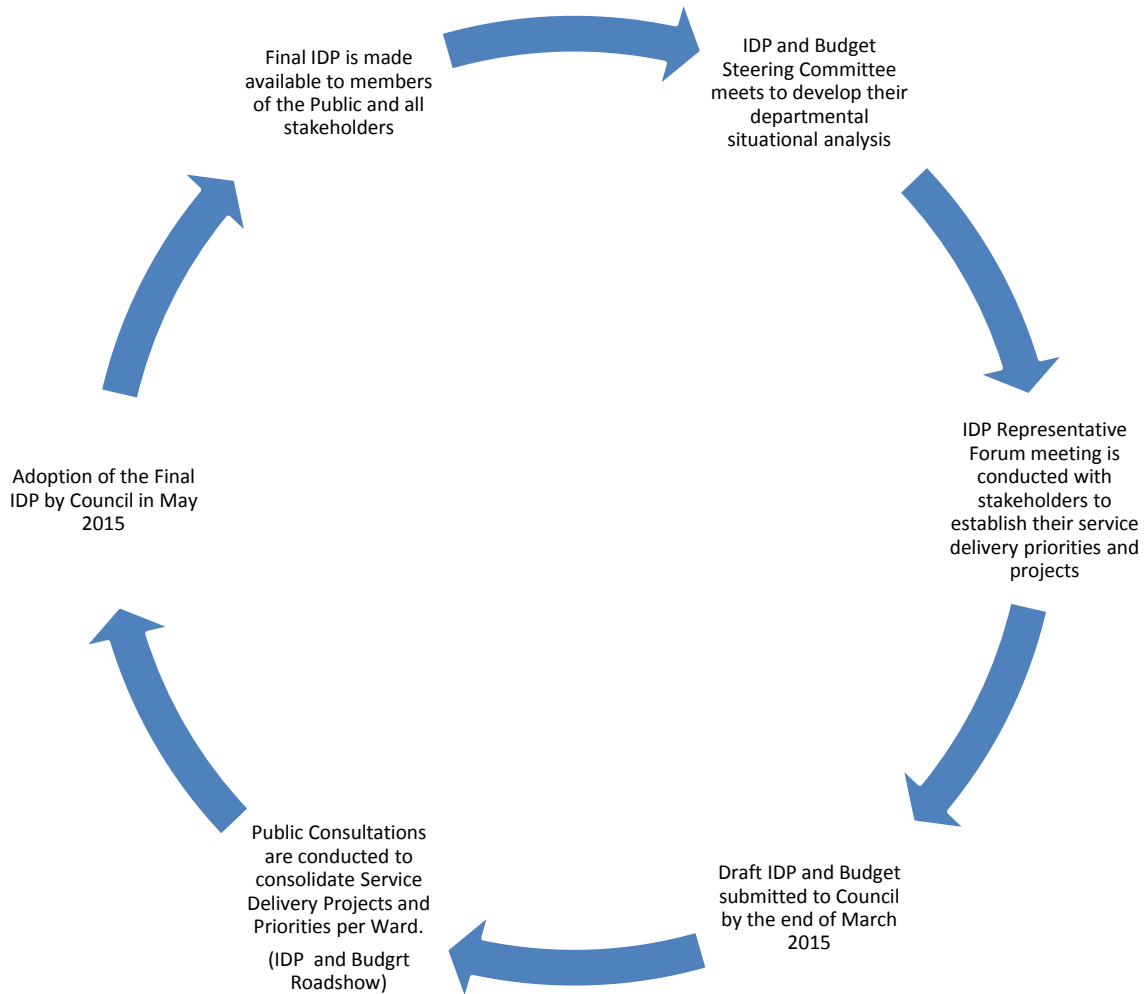 Final IDP is made
available to members
of the Public and all
stakeholders
IDP and Budget
Steering Committee
meets to develop their
departmental
situational analysis
IDP Representative
Forum meeting is
conducted with
stakeholders to
establish their service
delivery priorities and
projects
Draft IDP and Budget
submitted to Council
by the end of March
2015
Public Consultations
are conducted to
consolidate Service
Delivery Projects and
Priorities per Ward.
(IDP  and Budgrt
Roadshow)
Adoption of the Final
IDP by Council in May
2015